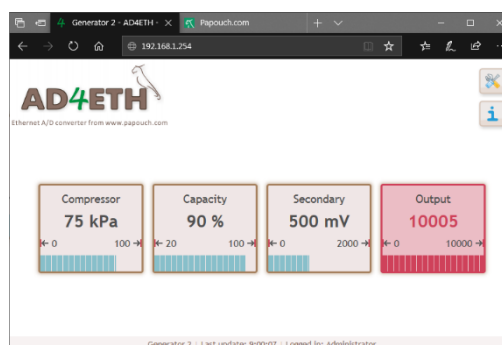 Generator 2 - AD4ETH -
Papouch.com
192.168.1.254
AD4ETH
Ethernet A/D converter from www.papouch.com
Compressor
75 kPa
0 100
Capacity
90 %
20 100
Secondary
500 mV
0 2000
Output
10005
0 10000
Generator 2 | Last update: 9:00:07 | Logged in: Administrator